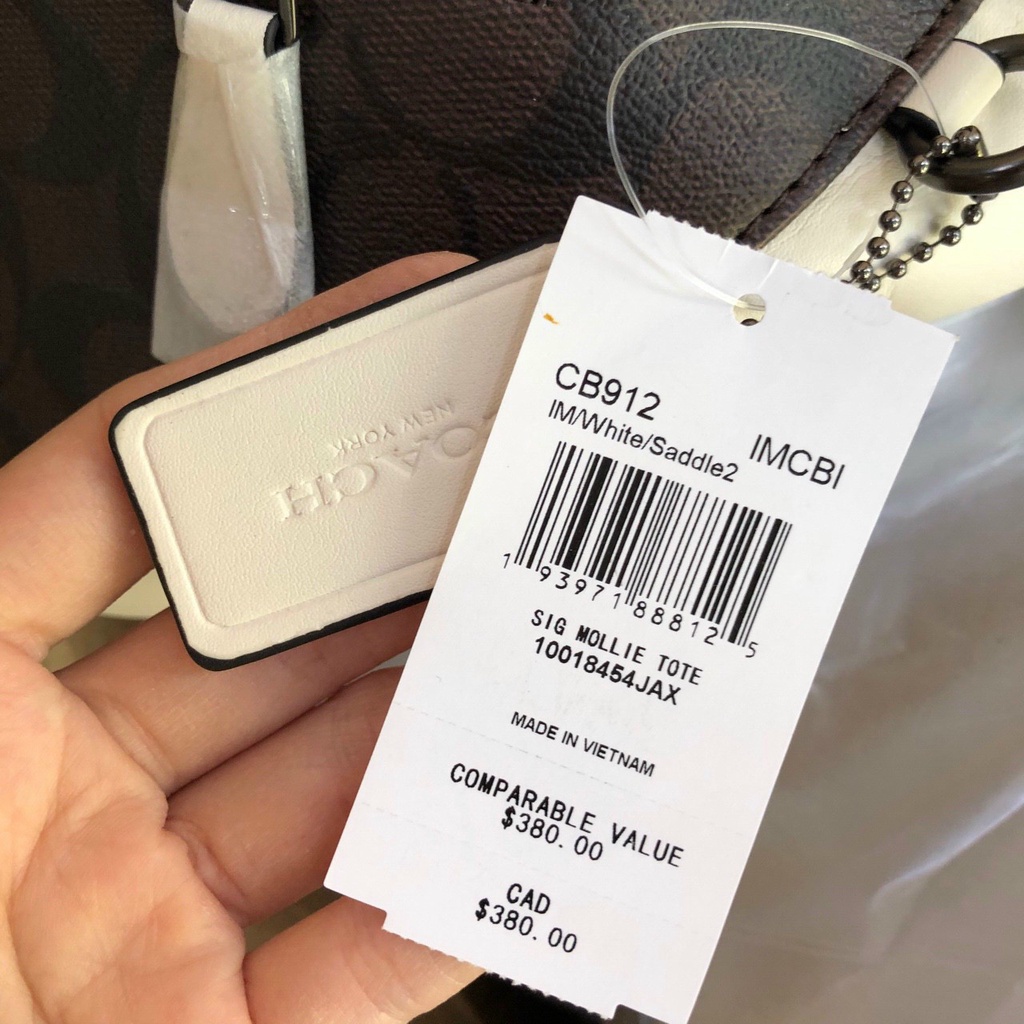 CB912
IM/White/Saddle2
IMCBI
1 93971 88812 5
SIG MOLLIE TOTE
10018454JAX
MADE IN VIETNAM
COMPARABLE VALUE
$380.00
CAD
$380.00
COACH
NEW YORK